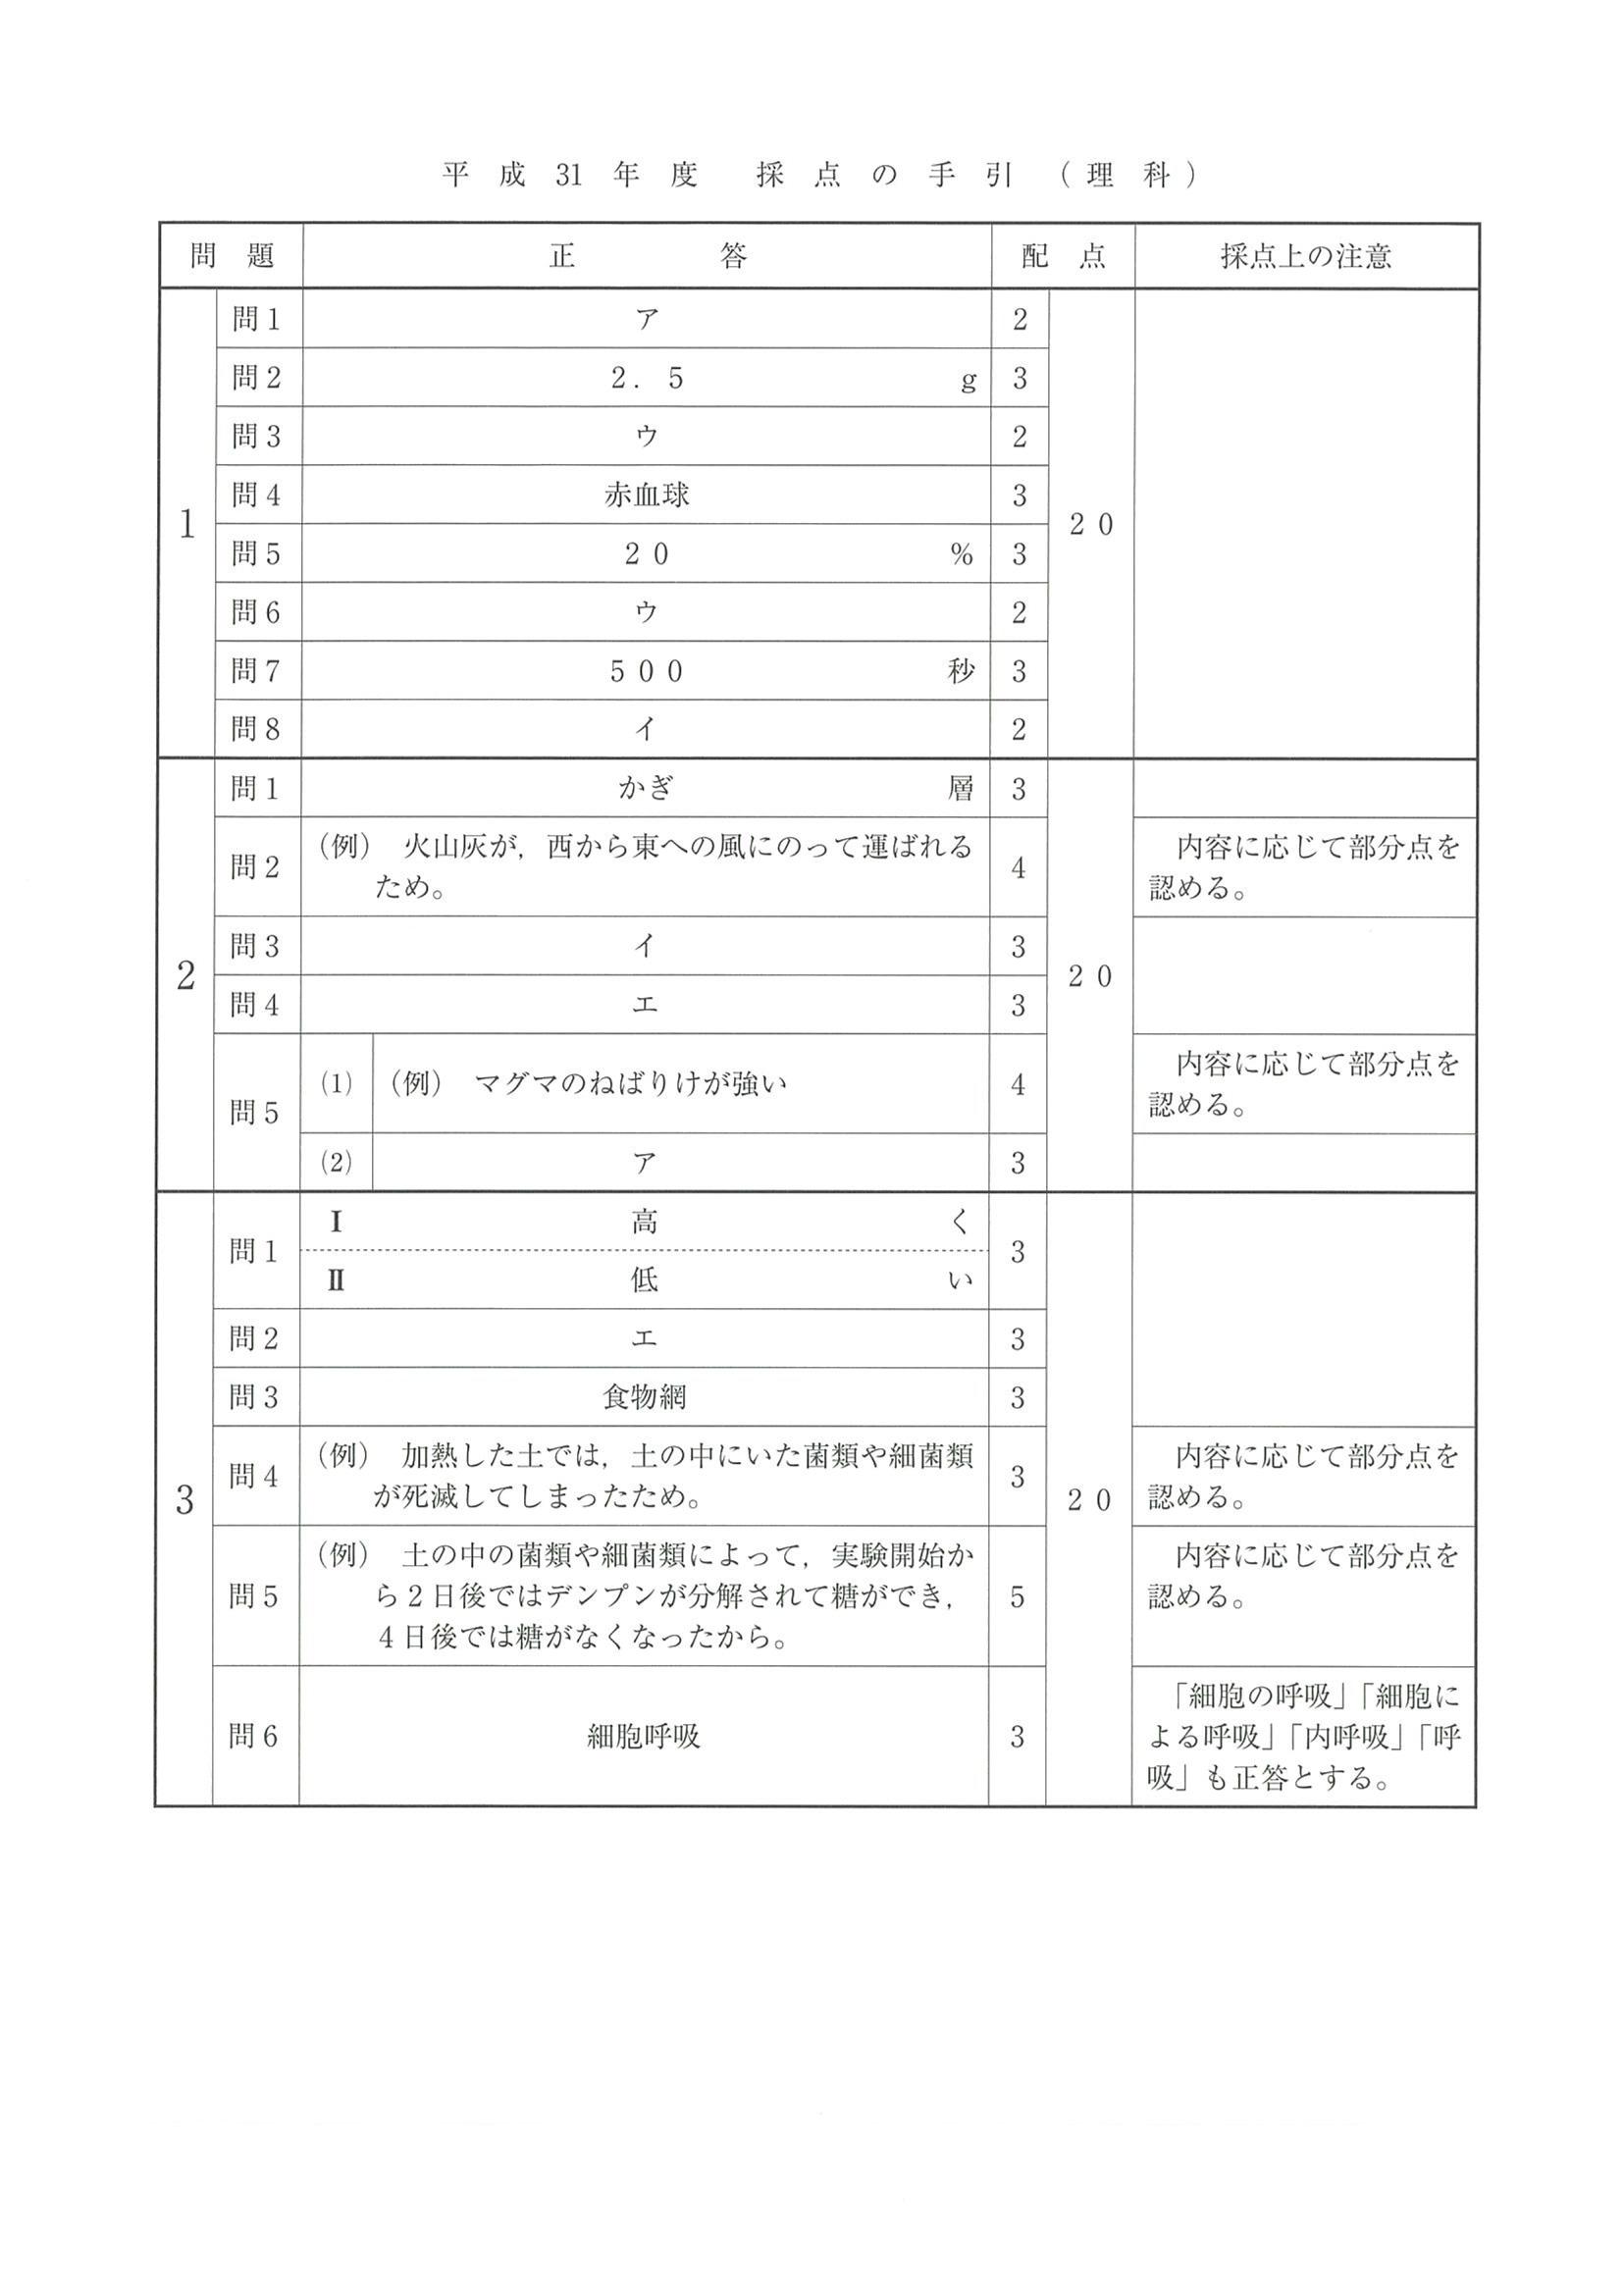 平成31年度 採点の手引（理科）
問題 正答 配点 採点上の注意
1
問1 ア 2
問2 2.5 g 3
問3 ウ 2
問4 赤血球 3
問5 20 % 3
問6 ウ 2
問7 500 秒 3
問8 イ 2
20
2
問1 かぎ 層 3
問2
（例） 火山灰が，西から東への風にのって運ばれる
ため。
4
内容に応じて部分点を
認める。
問3 イ 3
問4 エ 3
問5
(1) （例） マグマのねばりけが強い 4
内容に応じて部分点を
認める。
(2) ア 3
20
3
問1
Ⅰ 高 く
Ⅱ 低 い
3
問2 エ 3
問3 食物網 3
問4
（例） 加熱した土では，土の中にいた菌類や細菌類
が死滅してしまったため。
3
内容に応じて部分点を
認める。
問5
（例） 土の中の菌類や細菌類によって，実験開始か
ら2日後ではデンプンが分解されて糖ができ，
4日後では糖がなくなったから。
5
内容に応じて部分点を
認める。
問6 細胞呼吸 3
「細胞の呼吸」「細胞に
よる呼吸」「内呼吸」「呼
吸」も正答とする。
20